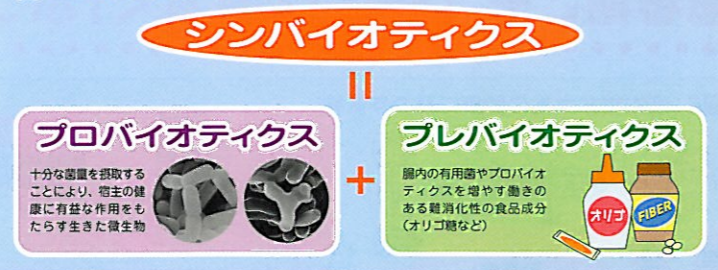 シンバイオティクス
=
プロバイオティクス
十分な菌量を摂取する
ことにより、宿主の健
康に有益な作用をも
たらす生きた微生物
+
プレバイオティクス
腸内の有用菌やプロバイオ
ティクスを増やす働きの
ある難消化性の食品成分
(オリゴ糖など)
オリゴ
FIBER